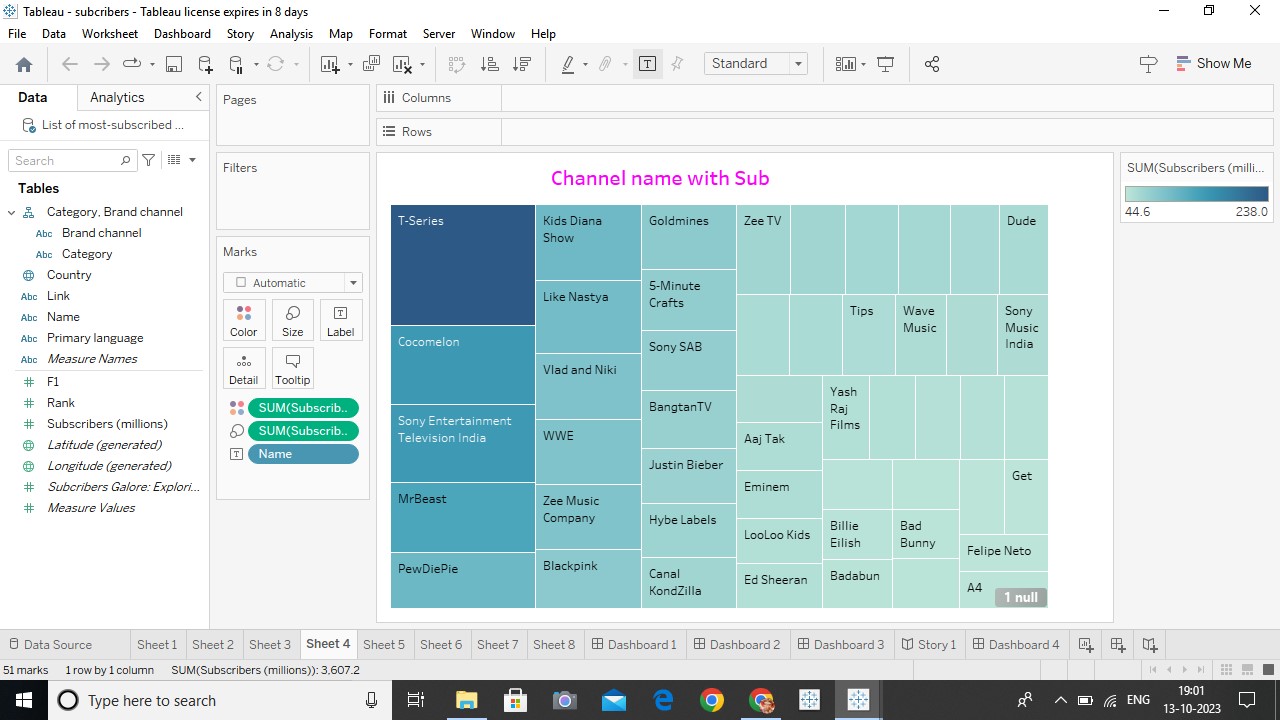 Tableau - subcribers - Tableau license expires in 8 days
File Data Worksheet Dashboard Story Analysis Map Format Server Window Help
Standard
Show Me
Data Analytics
List of most-subscribed ...
Search
Tables
Category, Brand channel
Abc Brand channel
Abc Category
Country
Abc Link
Abc Name
Abc Primary language
Abc Measure Names
F1
Rank
Subscribers (millions)
Latitude (generated)
Longitude (generated)
Subcribers Galore: Explori...
Measure Values
Pages
Filters
Marks
Automatic
Color Size Label
Detail Tooltip
SUM(Subscrib..
SUM(Subscrib..
Name
Columns
Rows
Channel name with Sub
T-Series
Cocomelon
Sony Entertainment
Television India
MrBeast
PewDiePie
Kids Diana
Show
Like Nastya
Vlad and Niki
WWE
Zee Music
Company
Blackpink
Goldmines
5-Minute
Crafts
Sony SAB
BangtanTV
Justin Bieber
Hybe Labels
Canal
KondZilla
Zee TV
Dude
Tips
Wave
Music
Sony
Music
India
Aaj Tak
Eminem
LooLoo Kids
Ed Sheeran
Yash
Raj
Films
Billie
Eilish
Badabun
Bad
Bunny
Get
Felipe Neto
A4
1 null
SUM(Subscribers (milli...
44.6 238.0
Data Source Sheet 1 Sheet 2 Sheet 3 Sheet 4 Sheet 5 Sheet 6 Sheet 7 Sheet 8 Dashboard 1 Dashboard 2 Dashboard 3 Story 1 Dashboard 4
51 marks 1 row by 1 column SUM(Subscribers (millions)): 3,607.2
Type here to search
ENG
19:01
13-10-2023